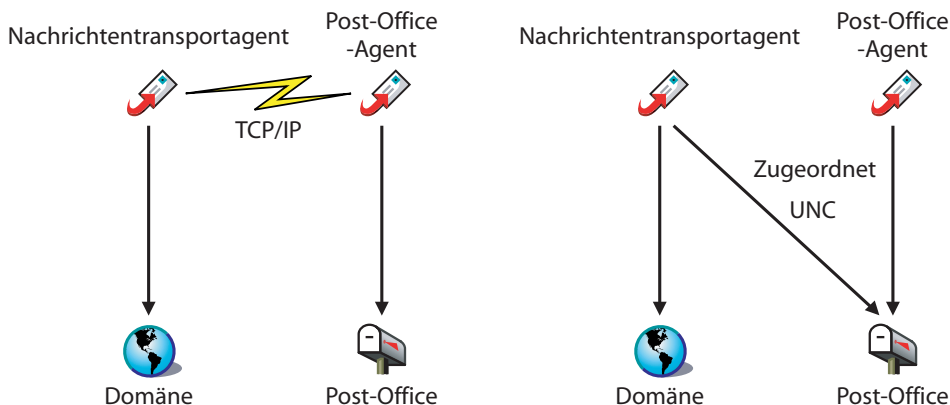 Nachrichtentransportagent
Post-Office
-Agent
TCP/IP
Domäne
Post-Office
Nachrichtentransportagent
Post-Office
-Agent
Zugeordnet
UNC
Domäne
Post-Office